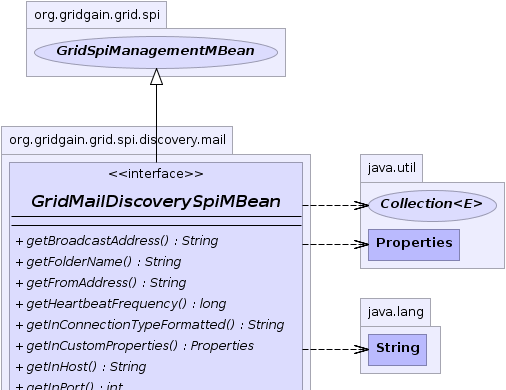 org.gridgain.grid.spi
GridSpiManagementMBean
org.gridgain.grid.spi.discovery.mail
<<interface>>
GridMailDiscoverySpiMBean
+ getBroadcastAddress() : String
+ getFolderName() : String
+ getFromAddress() : String
+ getHeartbeatFrequency() : long
+ getInConnectionTypeFormatted() : String
+ getInCustomProperties() : Properties
+ getInHost() : String
+ getInPort() : int
java.util
Collection<E>
Properties
java.lang
String